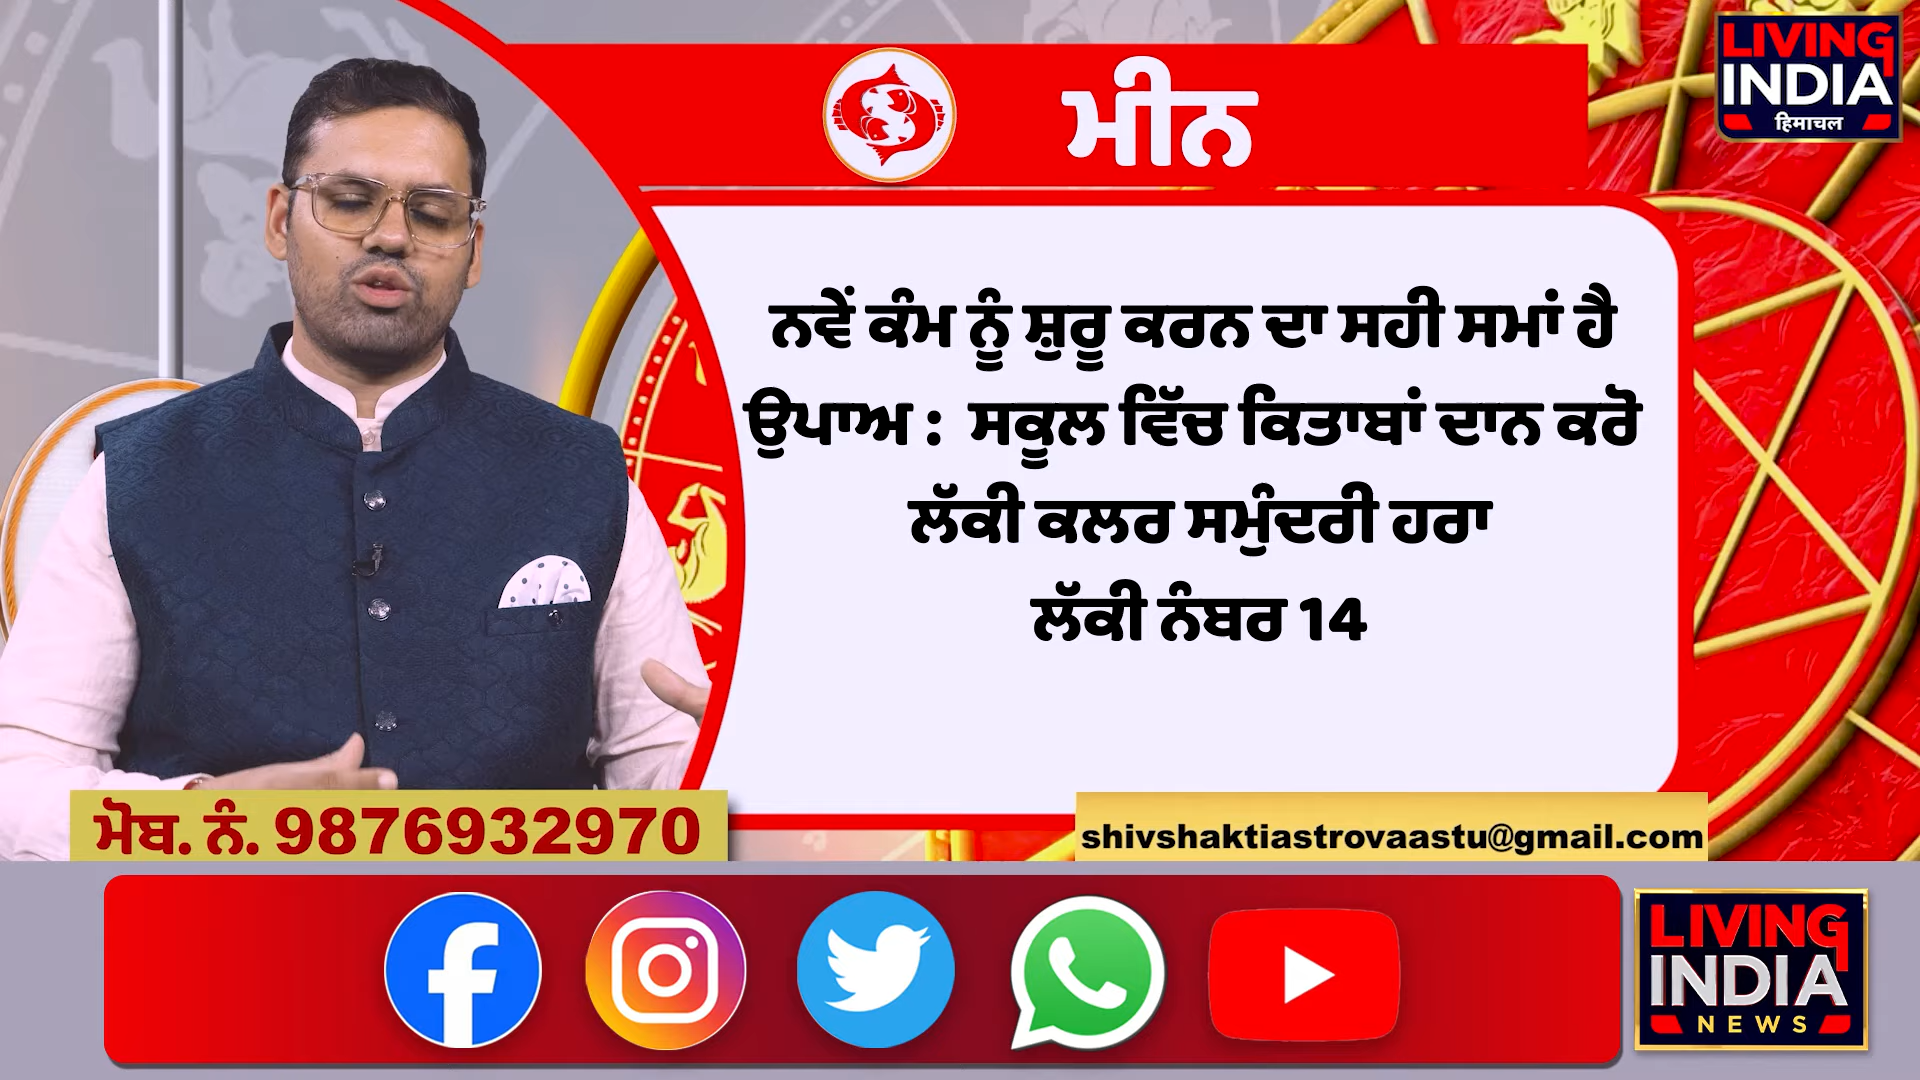 ਮੀਨ
LIVING
INDIA
हिमाचल
ਨਵੇਂ ਕੰਮ ਨੂੰ ਸ਼ੁਰੂ ਕਰਨ ਦਾ ਸਹੀ ਸਮਾਂ ਹੈ
ਉਪਾਅ : ਸਕੂਲ ਵਿੱਚ ਕਿਤਾਬਾਂ ਦਾਨ ਕਰੋ
ਲੱਕੀ ਕਲਰ ਸਮੁੰਦਰੀ ਹਰਾ
ਲੱਕੀ ਨੰਬਰ 14
ਮੋਬ. ਨੰ. 9876932970
shivshaktiastrovaastu@gmail.com
LIVING
INDIA
NEWS